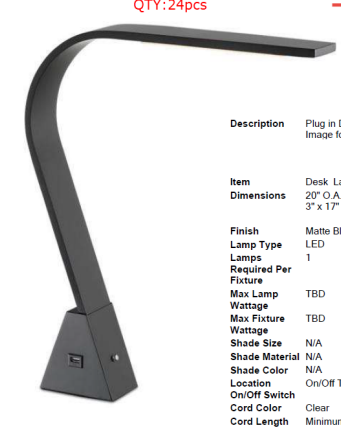 QTY:24pcs
Description Plug in
Image fo
Item Desk La
Dimensions 20" O.A.
3" x 17"
Finish Matte Bl
Lamp Type LED
Lamps 1
Required Per
Fixture
Max Lamp TBD
Wattage
Max Fixture TBD
Wattage
Shade Size N/A
Shade Material N/A
Shade Color N/A
Location On/Off T
On/Off Switch
Cord Color Clear
Cord Length Minimum